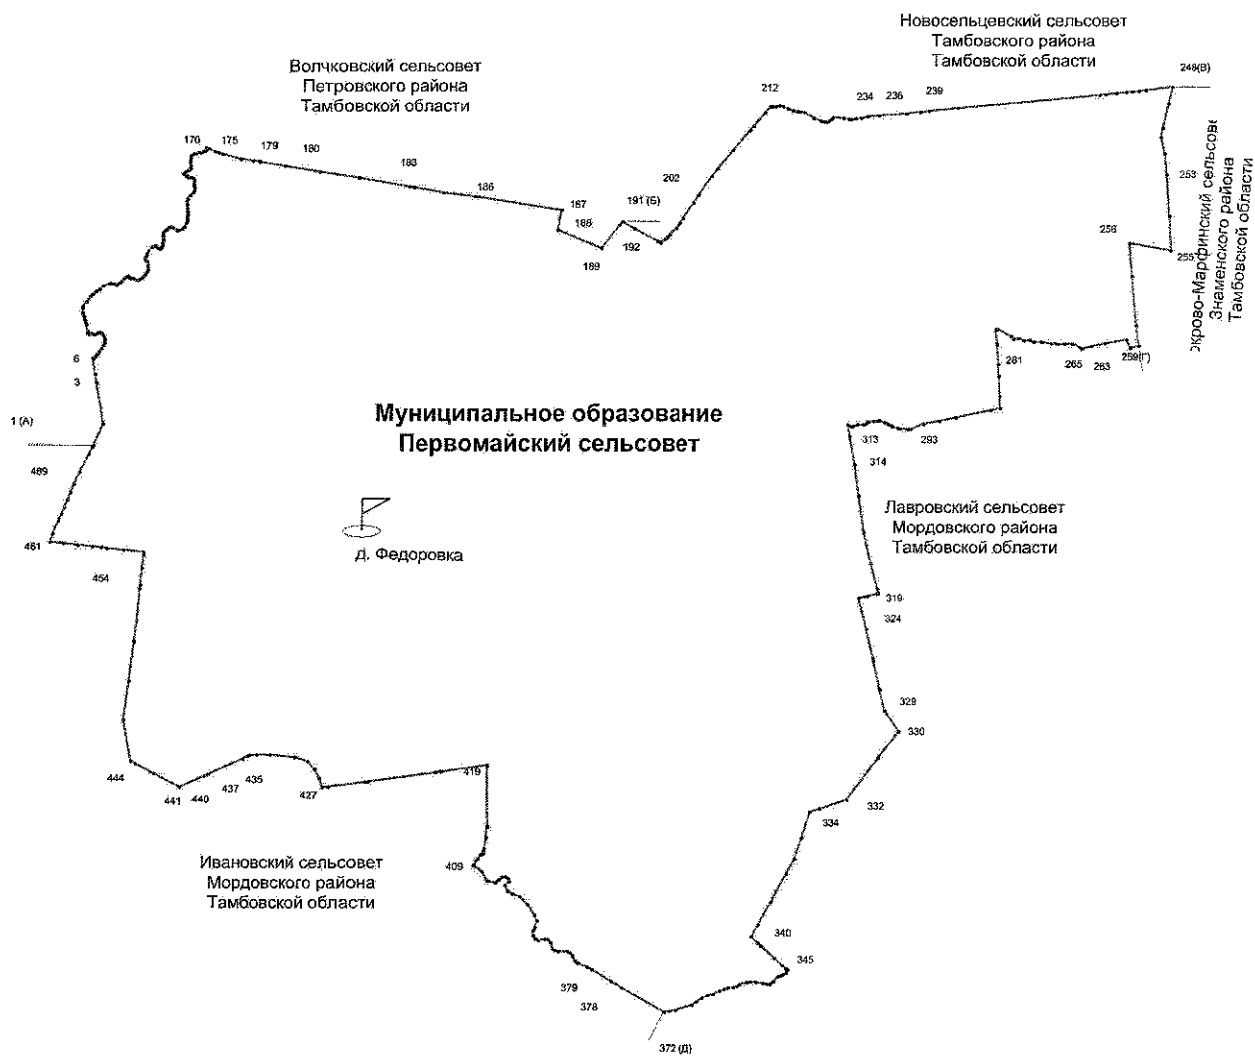 Новосельцевский сельсовет
Тамбовского района
Тамбовской области
Волчковский сельсовет
Петровского района
Тамбовской области
248(В)
212
234
236
239
176
175
179
180
183
186
187
188
189
191 (Б)
192
202
253
255
256
Знаменского района
Тамбовской области
6
3
1 (А)
281
265
263
259(Г)
Муниципальное образование
Первомайский сельсовет
313
293
314
489
461
454
д. Федоровка
Лавровский сельсовет
Мордовского района
Тамбовской области
319
324
329
330
332
334
444
441
440
437
435
427
419
409
Ивановский сельсовет
Мордовского района
Тамбовской области
340
345
379
378
372 (Д)